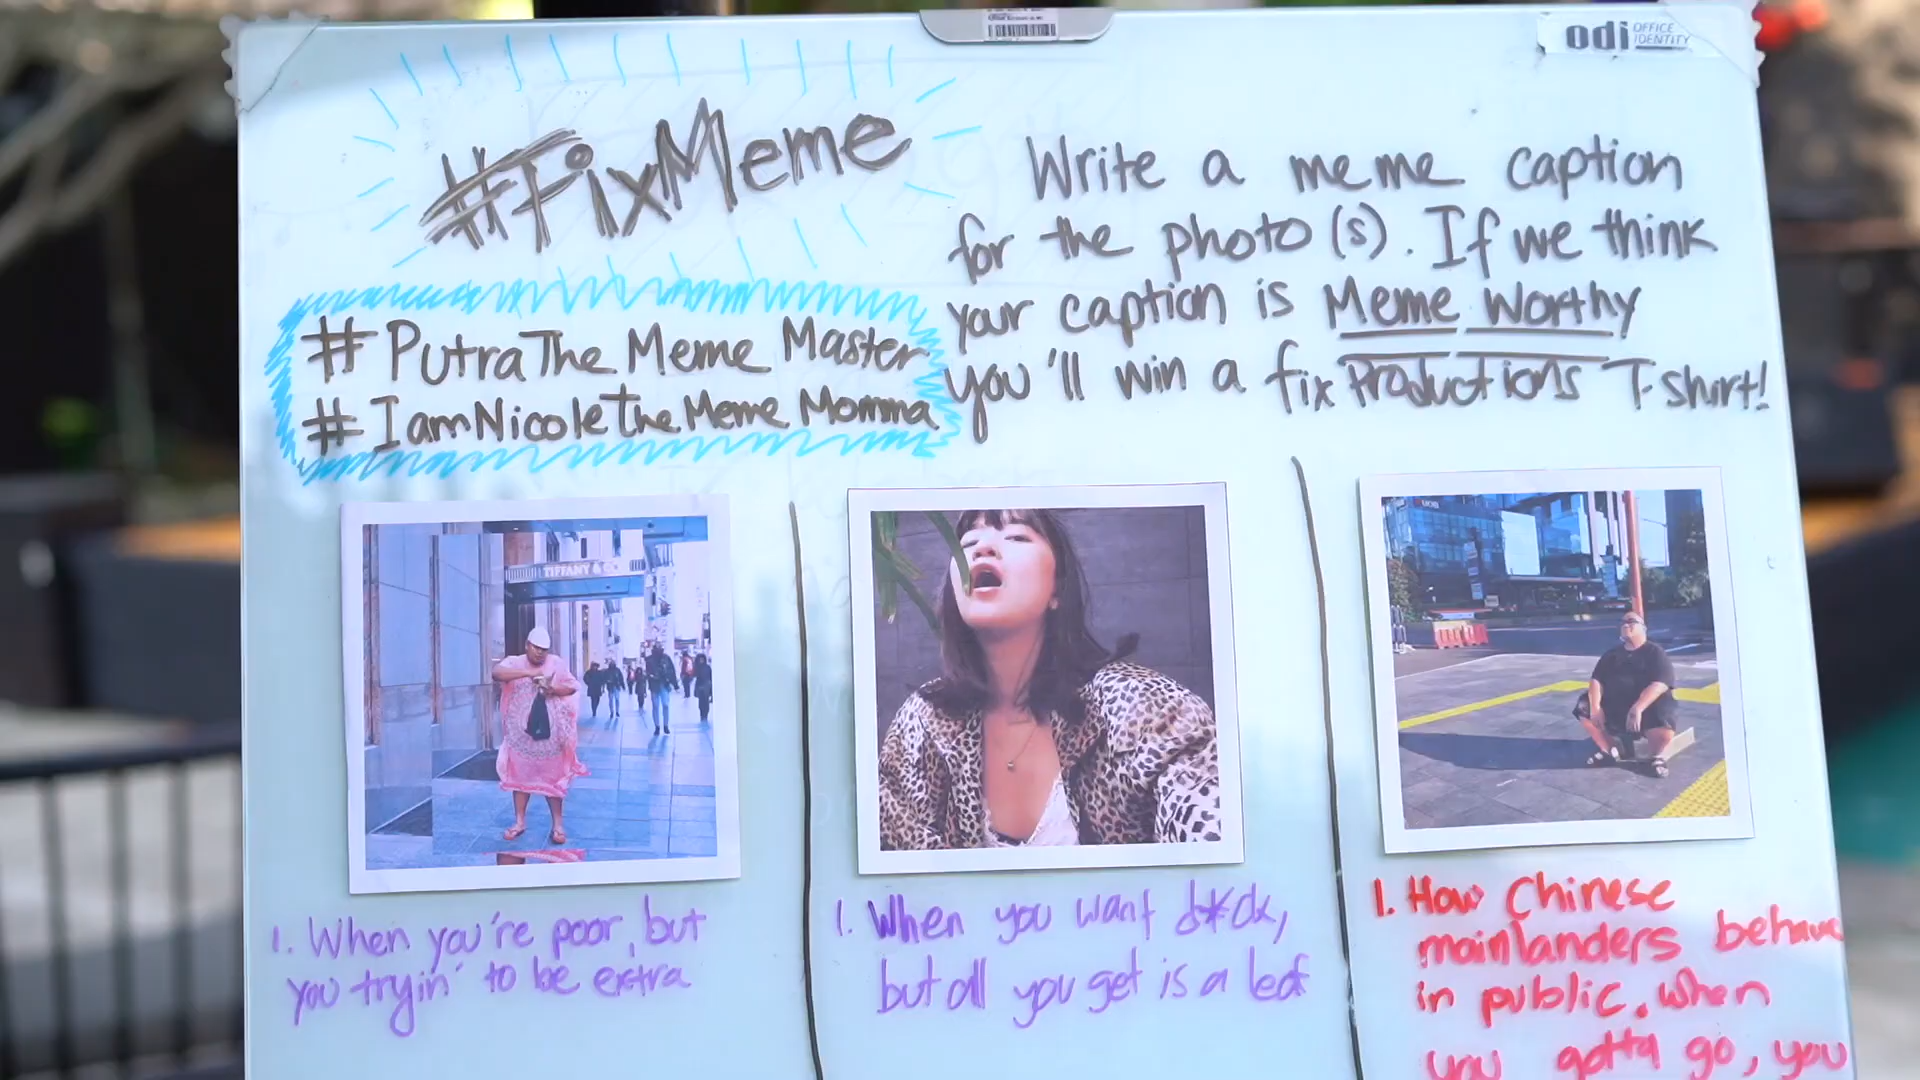 odi OFFICE
IDENTITY
#FixMeme
#PutraTheMemeMaster
#IamNicoletheMemeMomma
Write a meme caption
for the photo(s). If we think
your caption is Meme Worthy
you'll win a fix Productions T-shirt!
TIFFANY & CO.
1. When you're poor, but
you tryin' to be extra
1. When you want d*ck,
but all you get is a leaf
1. How Chinese
mainlanders behave
in public. When
you gotta go, you